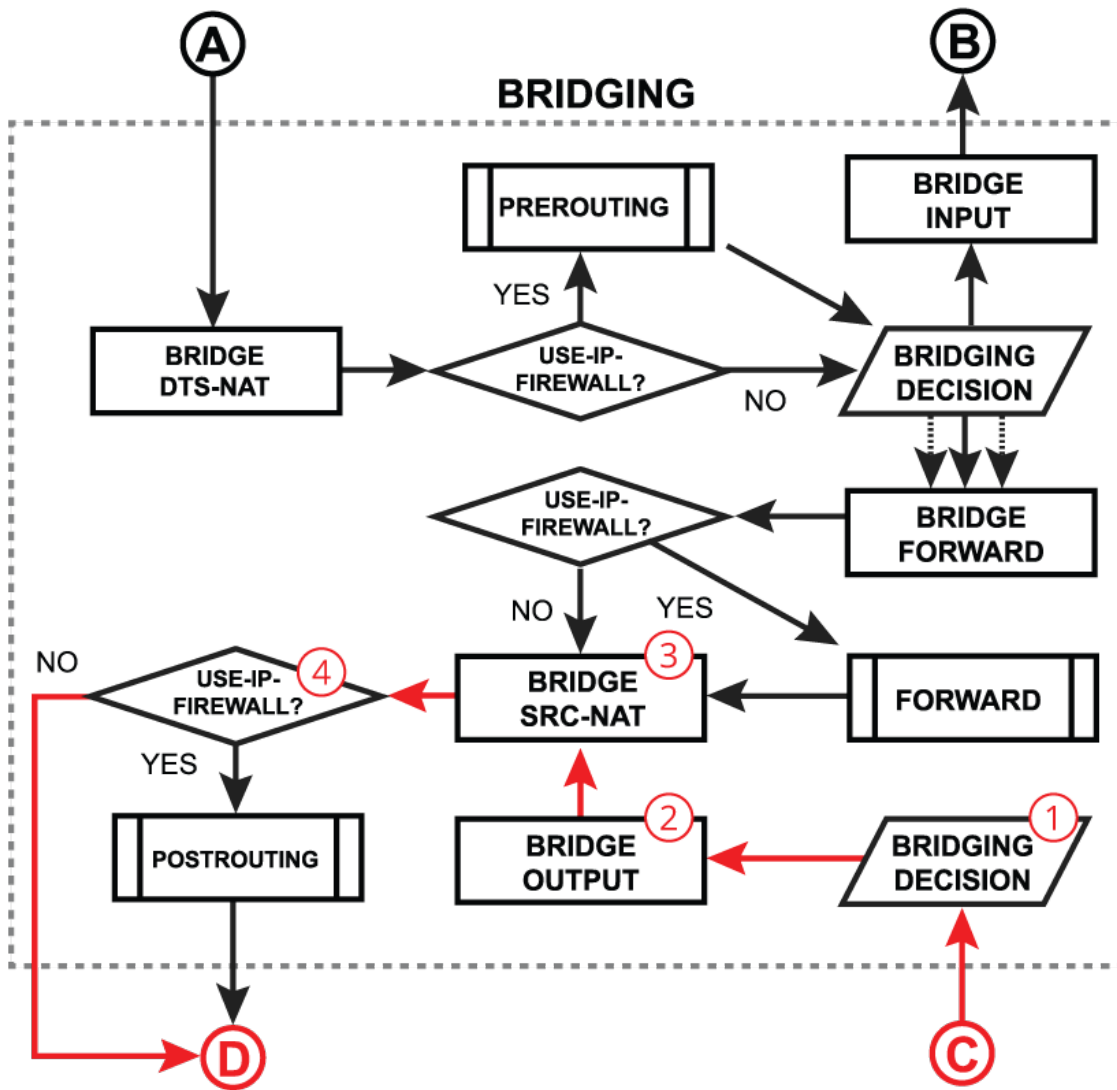 A
B
BRIDGING
PREROUTING
BRIDGE
INPUT
YES
BRIDGE
DTS-NAT
USE-IP-
FIREWALL?
NO
BRIDGING
DECISION
USE-IP-
FIREWALL?
BRIDGE
FORWARD
NO
YES
NO
USE-IP-
FIREWALL?
4
BRIDGE
SRC-NAT
3
FORWARD
YES
POSTROUTING
BRIDGE
OUTPUT
2
BRIDGING
DECISION
1
D
C